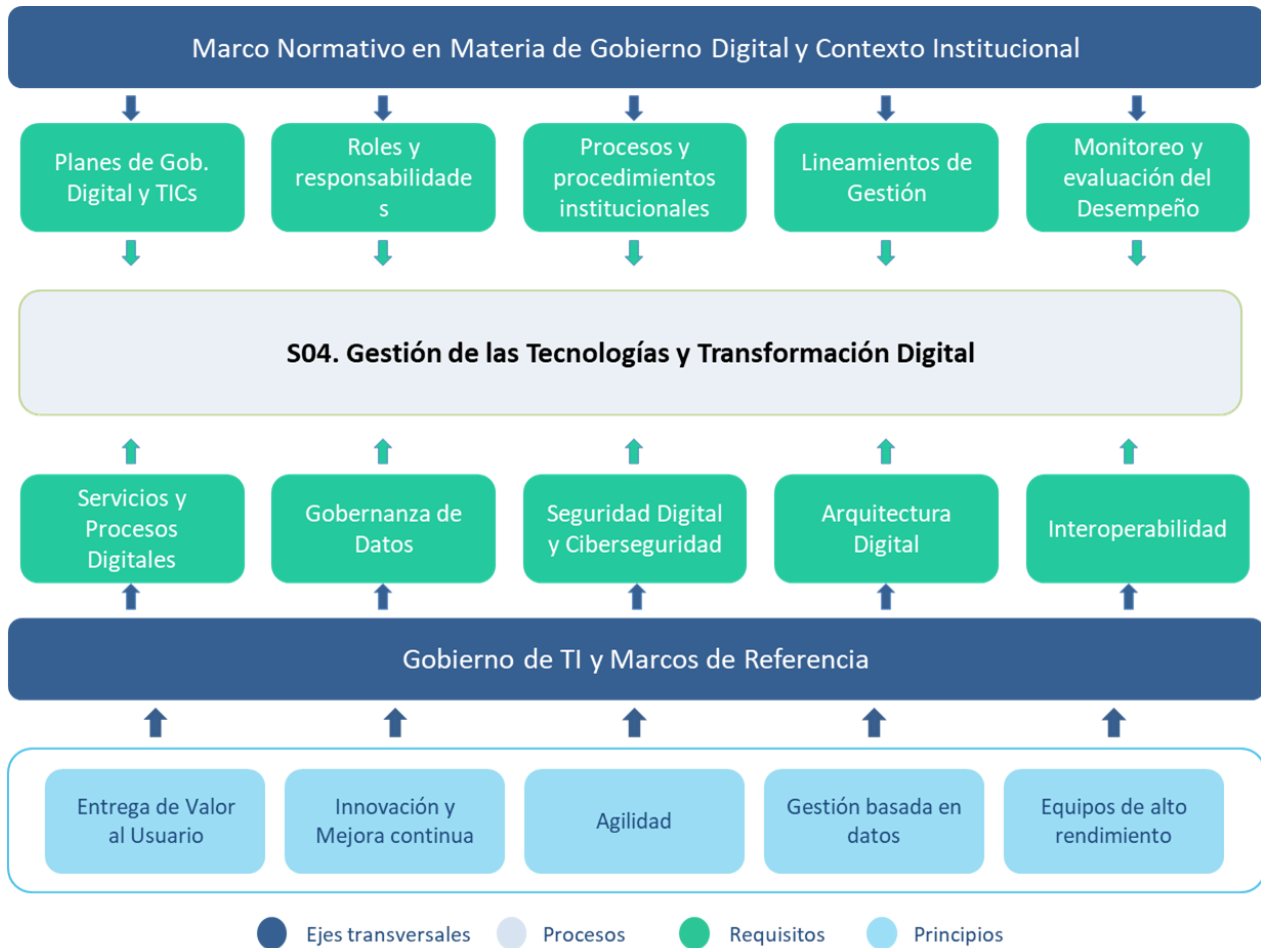 Marco Normativo en Materia de Gobierno Digital y Contexto Institucional
Planes de Gob.
Digital y TICs
Roles y
responsabilidade
s
Procesos y
procedimientos
institucionales
Lineamientos de
Gestión
Monitoreo y
evaluación del
Desempeño
S04. Gestión de las Tecnologías y Transformación Digital
Servicios y
Procesos
Digitales
Gobernanza de
Datos
Seguridad Digital
y Ciberseguridad
Arquitectura
Digital
Interoperabilidad
Gobierno de TI y Marcos de Referencia
Entrega de Valor
al Usuario
Innovación y
Mejora continua
Agilidad
Gestión basada en
datos
Equipos de alto
rendimiento
Ejes transversales
Procesos
Requisitos
Principios